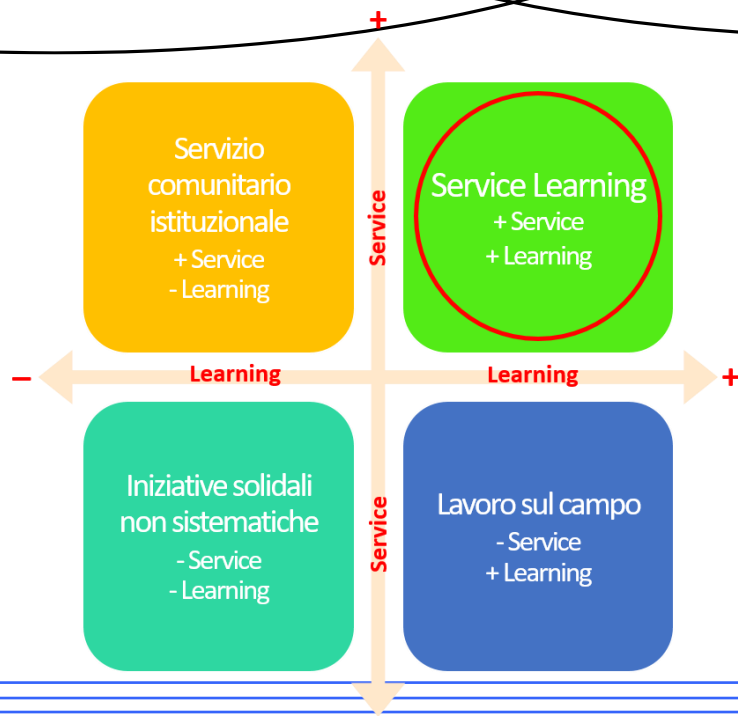 +
Servizio
comunitario
istituzionale
+ Service
- Learning
Service
Service Learning
+ Service
+ Learning
–
Learning
Learning
+
Iniziative solidali
non sistematiche
- Service
- Learning
Service
Lavoro sul campo
- Service
+ Learning